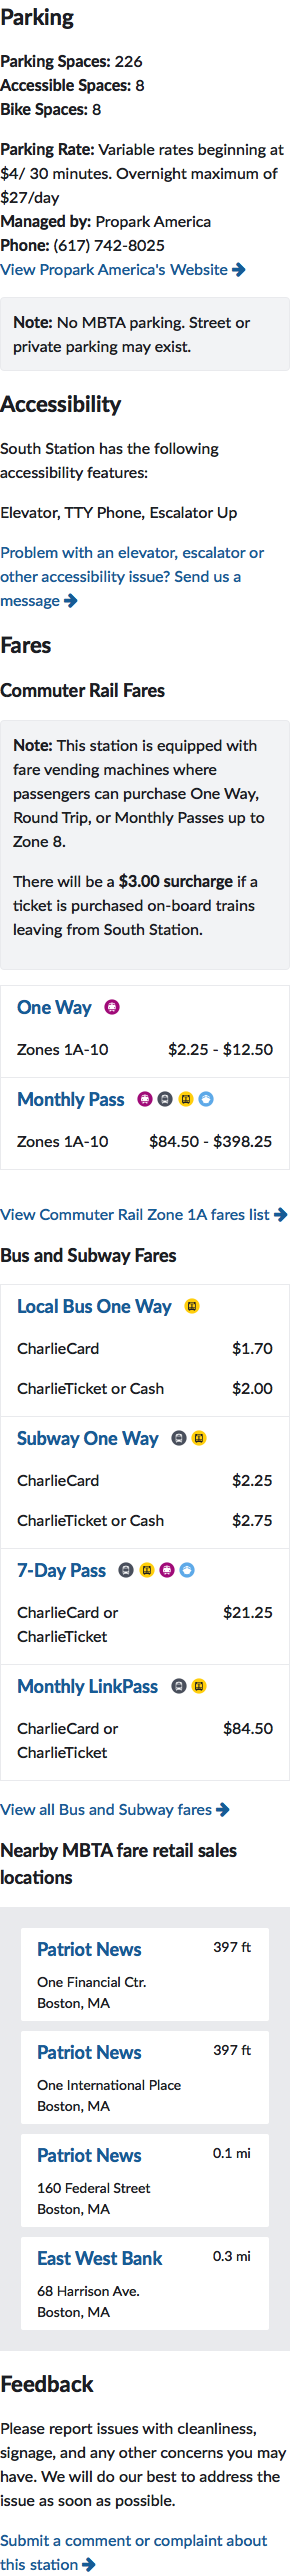 Parking
Parking Spaces: 226
Accessible Spaces: 8
Bike Spaces: 8
Parking Rate: Variable rates beginning at
$4/ 30 minutes. Overnight maximum of
$27/day
Managed by: Propark America
Phone: (617) 742-8025
View Propark America's Website
Note: No MBTA parking. Street or
private parking may exist.
Accessibility
South Station has the following
accessibility features:
Elevator, TTY Phone, Escalator Up
Problem with an elevator, escalator or
other accessibility issue? Send us a
message
Fares
Commuter Rail Fares
Note: This station is equipped with
fare vending machines where
passengers can purchase One Way,
Round Trip, or Monthly Passes up to
Zone 8.
There will be a $3.00 surcharge if a
ticket is purchased on-board trains
leaving from South Station.
One Way
Zones 1A-10 $2.25 - $12.50
Monthly Pass
Zones 1A-10 $84.50 - $398.25
View Commuter Rail Zone 1A fares list
Bus and Subway Fares
Local Bus One Way
CharlieCard $1.70
CharlieTicket or Cash $2.00
Subway One Way
CharlieCard $2.25
CharlieTicket or Cash $2.75
7-Day Pass
CharlieCard or $21.25
CharlieTicket
Monthly LinkPass
CharlieCard or $84.50
CharlieTicket
View all Bus and Subway fares
Nearby MBTA fare retail sales
locations
Patriot News 397 ft
One Financial Ctr.
Boston, MA
Patriot News 397 ft
One International Place
Boston, MA
Patriot News 0.1 mi
160 Federal Street
Boston, MA
East West Bank 0.3 mi
68 Harrison Ave.
Boston, MA
Feedback
Please report issues with cleanliness,
signage, and any other concerns you may
have. We will do our best to address the
issue as soon as possible.
Submit a comment or complaint about
this station